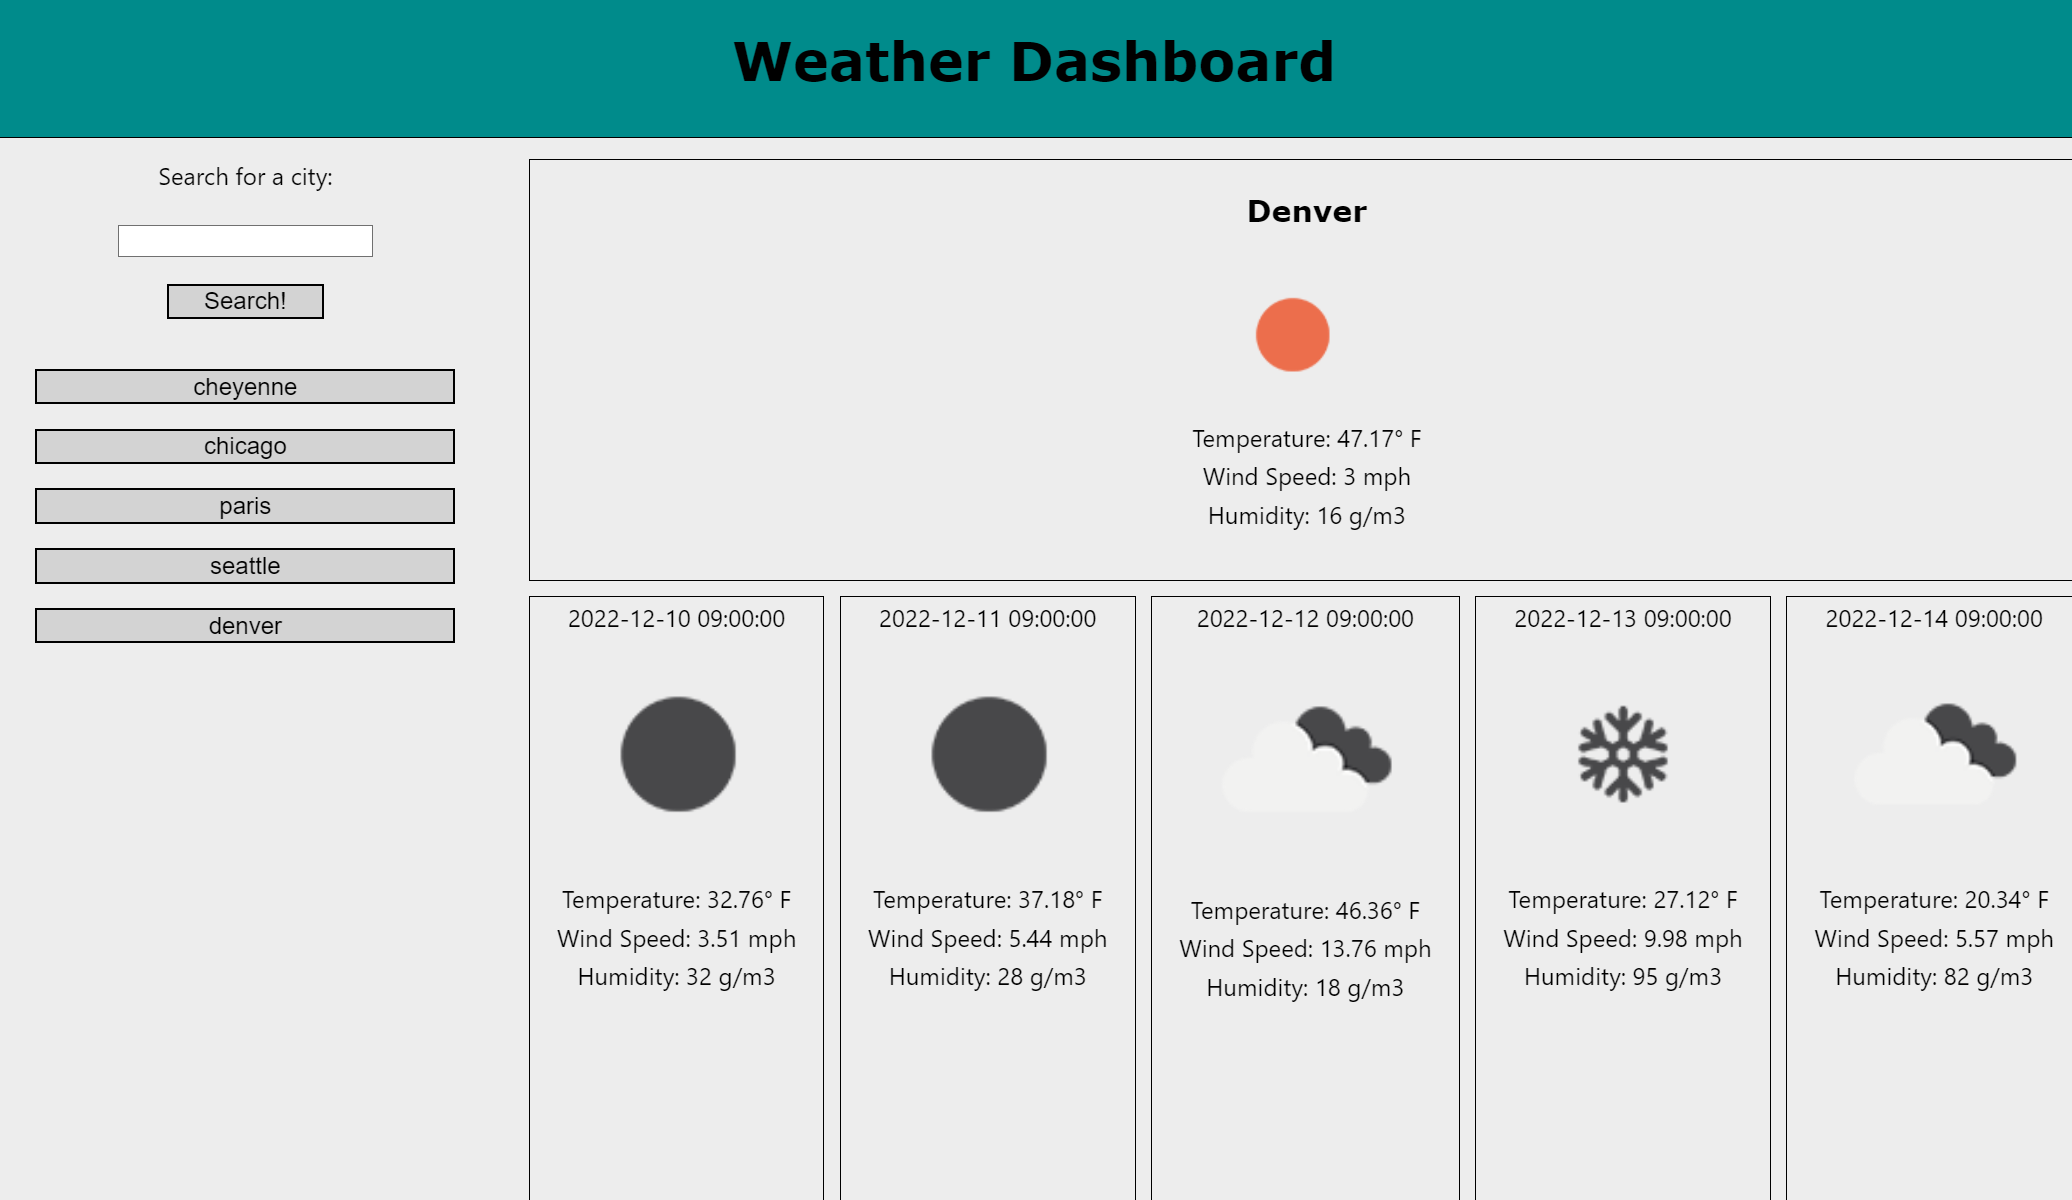 Weather Dashboard
Search for a city:
Search!
cheyenne
chicago
paris
seattle
denver
Denver
Temperature: 47.17° F
Wind Speed: 3 mph
Humidity: 16 g/m3
2022-12-10 09:00:00
Temperature: 32.76° F
Wind Speed: 3.51 mph
Humidity: 32 g/m3
2022-12-11 09:00:00
Temperature: 37.18° F
Wind Speed: 5.44 mph
Humidity: 28 g/m3
2022-12-12 09:00:00
Temperature: 46.36° F
Wind Speed: 13.76 mph
Humidity: 18 g/m3
2022-12-13 09:00:00
Temperature: 27.12° F
Wind Speed: 9.98 mph
Humidity: 95 g/m3
2022-12-14 09:00:00
Temperature: 20.34° F
Wind Speed: 5.57 mph
Humidity: 82 g/m3